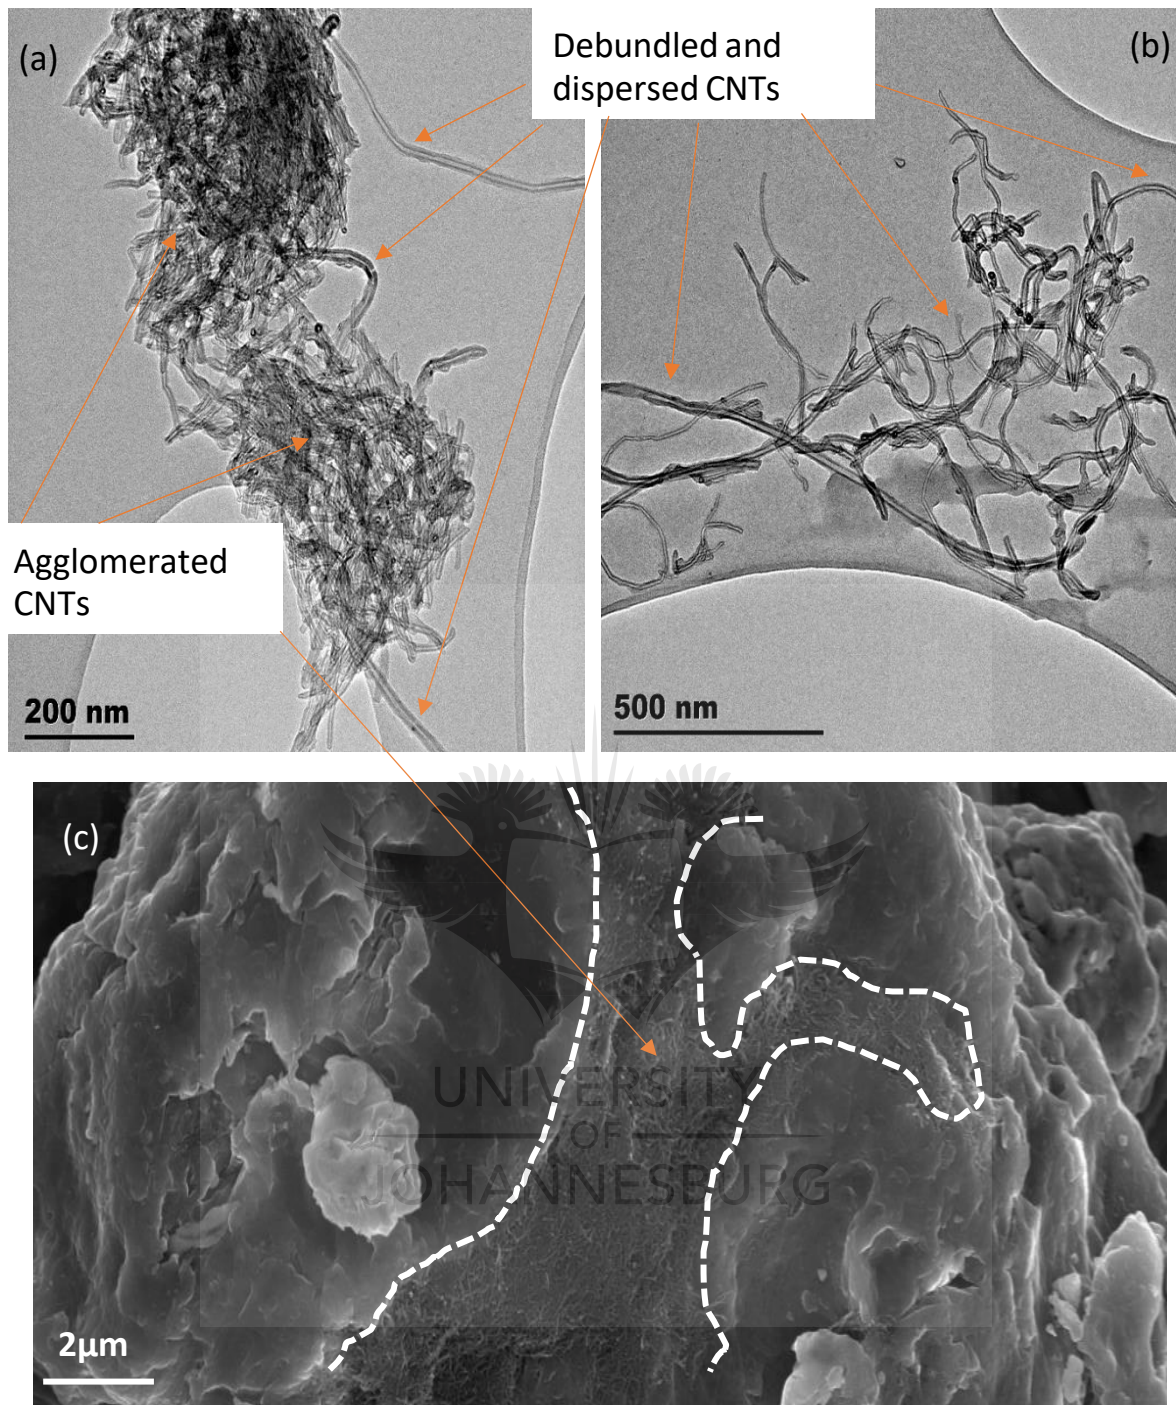 (a)
Debundled and
dispersed CNTs
(b)
Agglomerated
CNTs
200 nm
500 nm
(c)
UNIVERSITY
OF
JOHANNESBURG
2μm